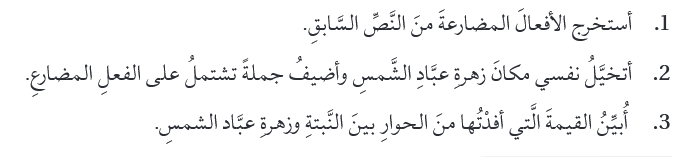 1. أستخرج الأفعالَ المضارعةَ منَ النَّصِّ السَّابقِ.
2. أتخيَّلُ نفسي مكانَ زهرةِ عبَّادِ الشَّمسِ وأضيفُ جملةً تشتملُ على الفعلِ المضارعِ.
3. أُبيِّنُ القيمةَ الَّتي أفدْتُها منَ الحوارِ بينَ النَّبتةِ وزهرةِ عبَّاد الشمسِ.